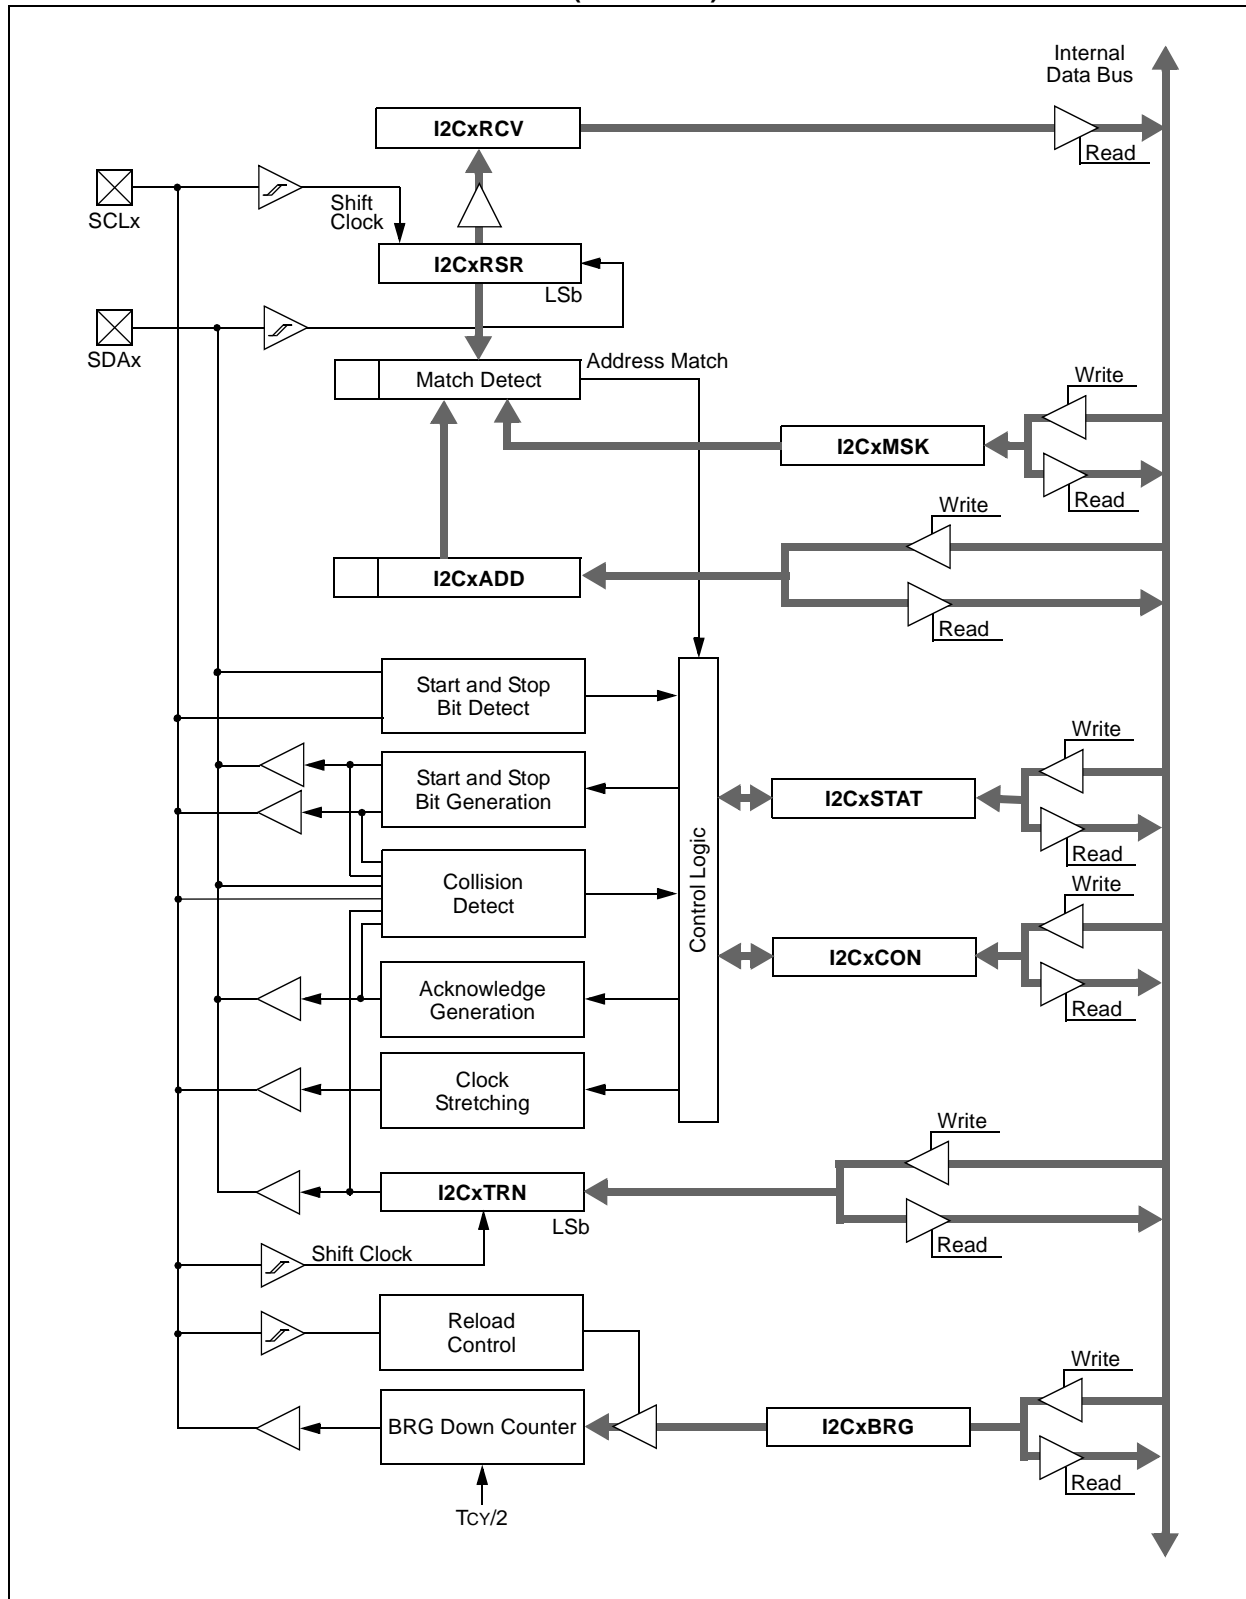 Internal
Data Bus
I2CxRCV
Read
SCLx
Shift
Clock
I2CxRSR
LSb
SDAx
Match Detect
Address Match
Write
I2CxMSK
Read
Write
I2CxADD
Read
Start and Stop
Bit Detect
Write
Start and Stop
Bit Generation
I2CxSTAT
Read
Control Logic
Collision
Detect
Write
I2CxCON
Read
Acknowledge
Generation
Clock
Stretching
Write
I2CxTRN
LSb
Read
Shift Clock
Reload
Control
Write
BRG Down Counter
I2CxBRG
Read
TCY/2